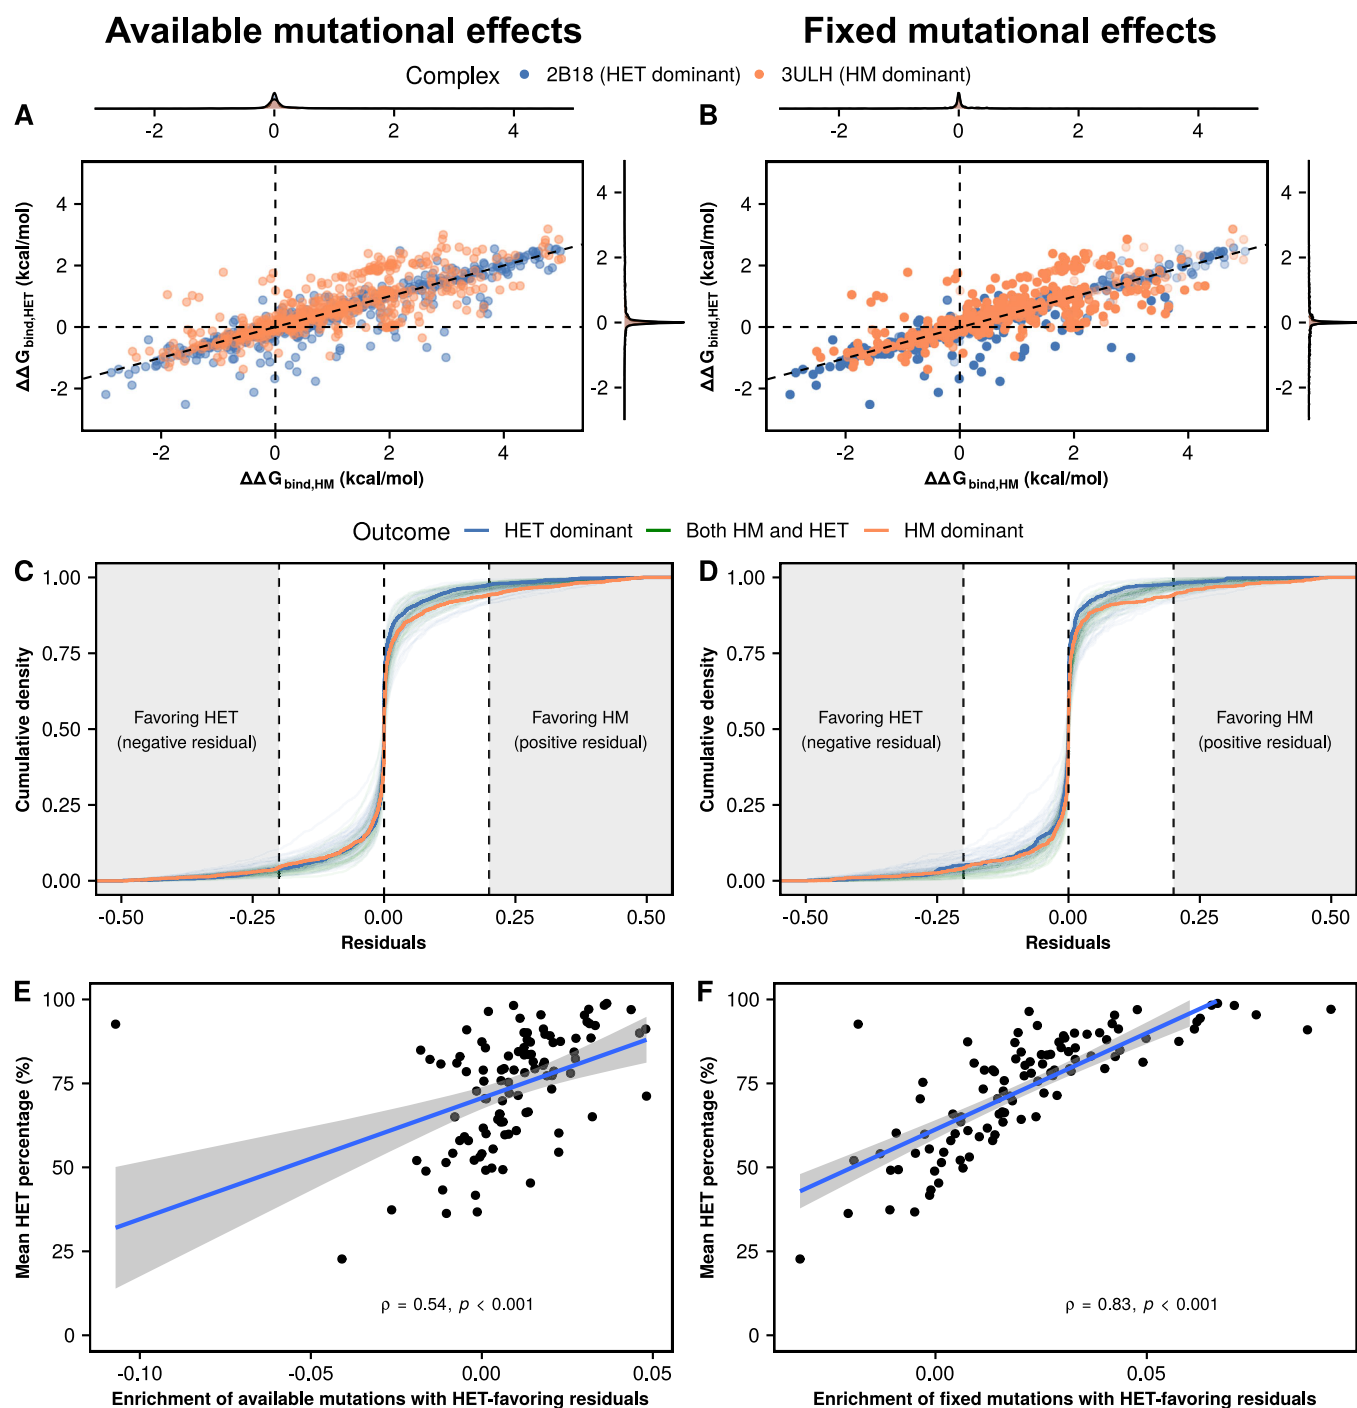 Available mutational effects
Fixed mutational effects
Complex 2B18 (HET dominant) 3ULH (HM dominant)
A
-2 0 2 4
B
-2 0 2 4
4
2
0
-2
ΔΔG bind,HET (kcal/mol)
-2 0 2 4
ΔΔG bind,HM (kcal/mol)
4
2
0
-2
4
2
0
-2
ΔΔG bind,HET (kcal/mol)
-2 0 2 4
ΔΔG bind,HM (kcal/mol)
4
2
0
-2
Outcome HET dominant Both HM and HET HM dominant
C
1.00
0.75
0.50
0.25
0.00
Cumulative density
Favoring HET
(negative residual)
Favoring HM
(positive residual)
-0.50 -0.25 0.00 0.25 0.50
Residuals
D
1.00
0.75
0.50
0.25
0.00
Cumulative density
Favoring HET
(negative residual)
Favoring HM
(positive residual)
-0.50 -0.25 0.00 0.25 0.50
Residuals
E
100
75
50
25
0
Mean HET percentage (%)
ρ = 0.54, p < 0.001
-0.10 -0.05 0.00 0.05
Enrichment of available mutations with HET-favoring residuals
F
100
75
50
25
0
Mean HET percentage (%)
ρ = 0.83, p < 0.001
0.00 0.05
Enrichment of fixed mutations with HET-favoring residuals